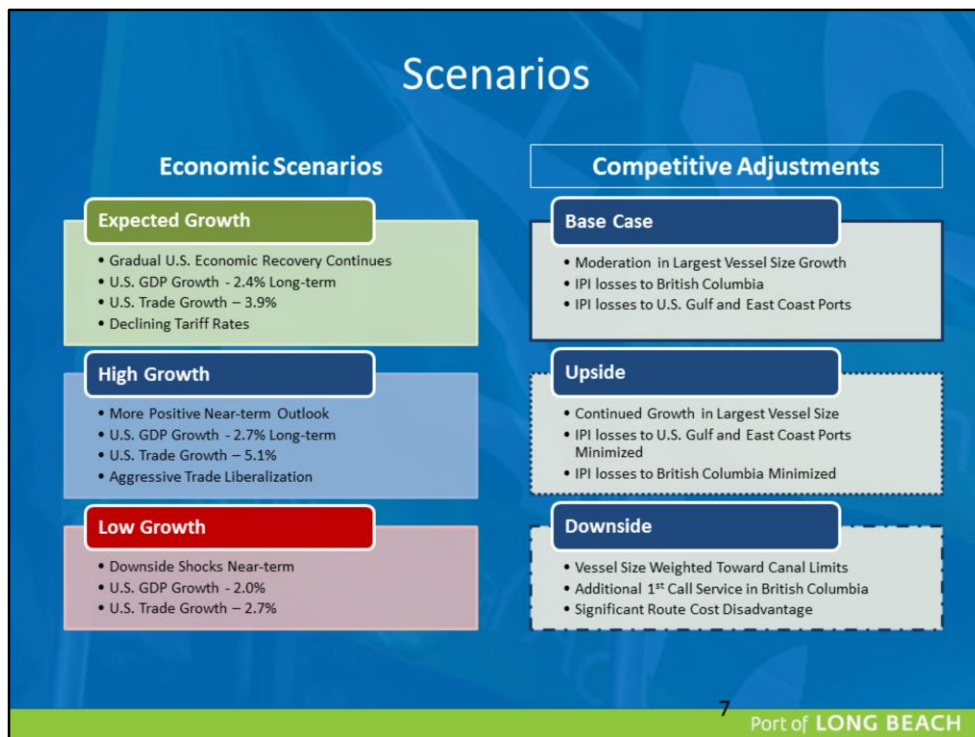 Scenarios
Economic Scenarios
Expected Growth
• Gradual U.S. Economic Recovery Continues
• U.S. GDP Growth - 2.4% Long-term
• U.S. Trade Growth – 3.9%
• Declining Tariff Rates
High Growth
• More Positive Near-term Outlook
• U.S. GDP Growth - 2.7% Long-term
• U.S. Trade Growth – 5.1%
• Aggressive Trade Liberalization
Low Growth
• Downside Shocks Near-term
• U.S. GDP Growth - 2.0%
• U.S. Trade Growth – 2.7%
Competitive Adjustments
Base Case
• Moderation in Largest Vessel Size Growth
• IPI losses to British Columbia
• IPI losses to U.S. Gulf and East Coast Ports
Upside
• Continued Growth in Largest Vessel Size
• IPI losses to U.S. Gulf and East Coast Ports
Minimized
• IPI losses to British Columbia Minimized
Downside
• Vessel Size Weighted Toward Canal Limits
• Additional 1st Call Service in British Columbia
• Significant Route Cost Disadvantage
7
Port of LONG BEACH